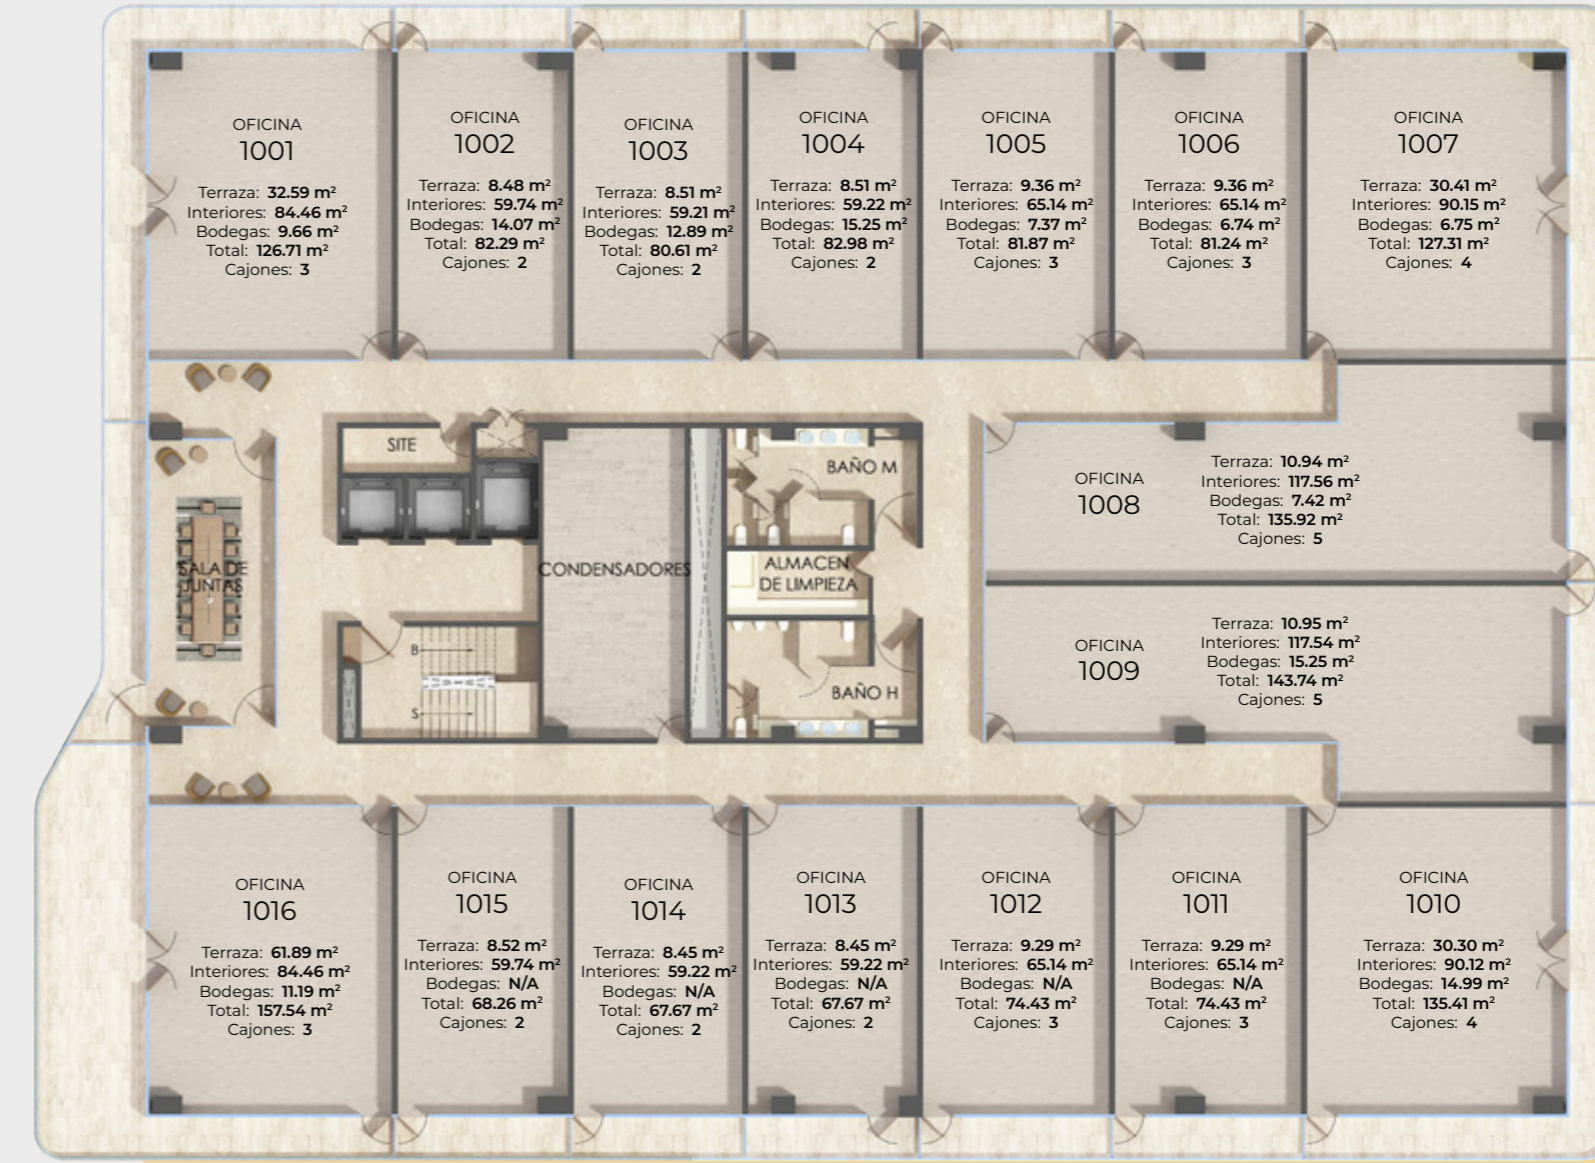 OFICINA
1001
Terraza: 32.59 m²
Interiores: 84.46 m²
Bodegas: 9.66 m²
Total: 126.71 m²
Cajones: 3
OFICINA
1002
Terraza: 8.48 m²
Interiores: 59.74 m²
Bodegas: 14.07 m²
Total: 82.29 m²
Cajones: 2
OFICINA
1003
Terraza: 8.51 m²
Interiores: 59.21 m²
Bodegas: 12.89 m²
Total: 80.61 m²
Cajones: 2
OFICINA
1004
Terraza: 8.51 m²
Interiores: 59.22 m²
Bodegas: 15.25 m²
Total: 82.98 m²
Cajones: 2
OFICINA
1005
Terraza: 9.36 m²
Interiores: 65.14 m²
Bodegas: 7.37 m²
Total: 81.87 m²
Cajones: 3
OFICINA
1006
Terraza: 9.36 m²
Interiores: 65.14 m²
Bodegas: 6.74 m²
Total: 81.24 m²
Cajones: 3
OFICINA
1007
Terraza: 30.41 m²
Interiores: 90.15 m²
Bodegas: 6.75 m²
Total: 127.31 m²
Cajones: 4
SITE
BAÑO M
SALA DE
JUNTAS
CONDENSADORES
ALMACEN
DE LIMPIEZA
B
S
BAÑO H
OFICINA
1008
Terraza: 10.94 m²
Interiores: 117.56 m²
Bodegas: 7.42 m²
Total: 135.92 m²
Cajones: 5
OFICINA
1009
Terraza: 10.95 m²
Interiores: 117.54 m²
Bodegas: 15.25 m²
Total: 143.74 m²
Cajones: 5
OFICINA
1016
Terraza: 61.89 m²
Interiores: 84.46 m²
Bodegas: 11.19 m²
Total: 157.54 m²
Cajones: 3
OFICINA
1015
Terraza: 8.52 m²
Interiores: 59.74 m²
Bodegas: N/A
Total: 68.26 m²
Cajones: 2
OFICINA
1014
Terraza: 8.45 m²
Interiores: 59.22 m²
Bodegas: N/A
Total: 67.67 m²
Cajones: 2
OFICINA
1013
Terraza: 8.45 m²
Interiores: 59.22 m²
Bodegas: N/A
Total: 67.67 m²
Cajones: 2
OFICINA
1012
Terraza: 9.29 m²
Interiores: 65.14 m²
Bodegas: N/A
Total: 74.43 m²
Cajones: 3
OFICINA
1011
Terraza: 9.29 m²
Interiores: 65.14 m²
Bodegas: N/A
Total: 74.43 m²
Cajones: 3
OFICINA
1010
Terraza: 30.30 m²
Interiores: 90.12 m²
Bodegas: 14.99 m²
Total: 135.41 m²
Cajones: 4